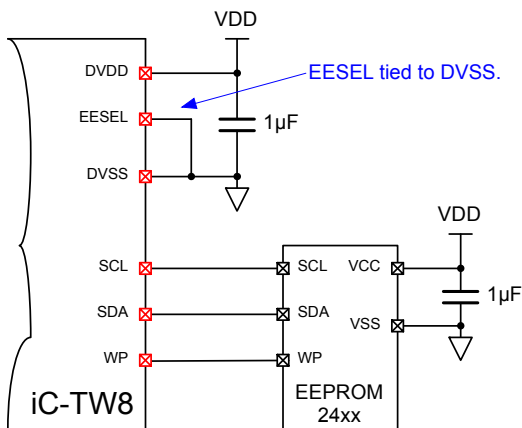 VDD
DVDD
EESEL tied to DVSS.
EESEL
1µF
DVSS
VDD
SCL
SCL
VCC
1µF
SDA
SDA
VSS
WP
WP
EEPROM
24xx
iC-TW8